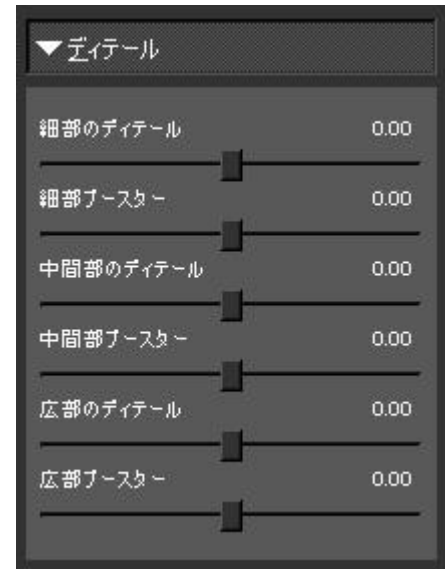 ▼ディテール
細部のディテール 0.00
細部ブースター 0.00
中間部のディテール 0.00
中間部ブースター 0.00
広部のディテール 0.00
広部ブースター 0.00